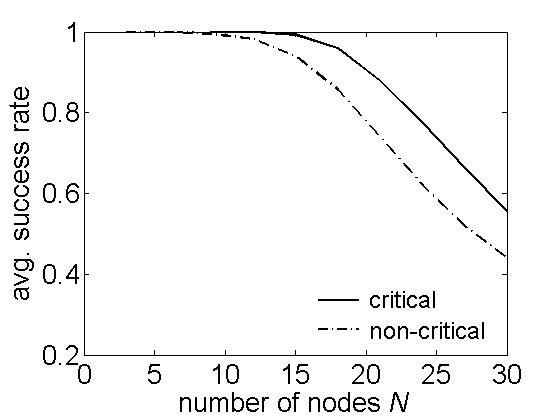 1
0.8
0.6
0.4
0.2
avg. success rate
critical
non-critical
0 5 10 15 20 25 30
number of nodes N